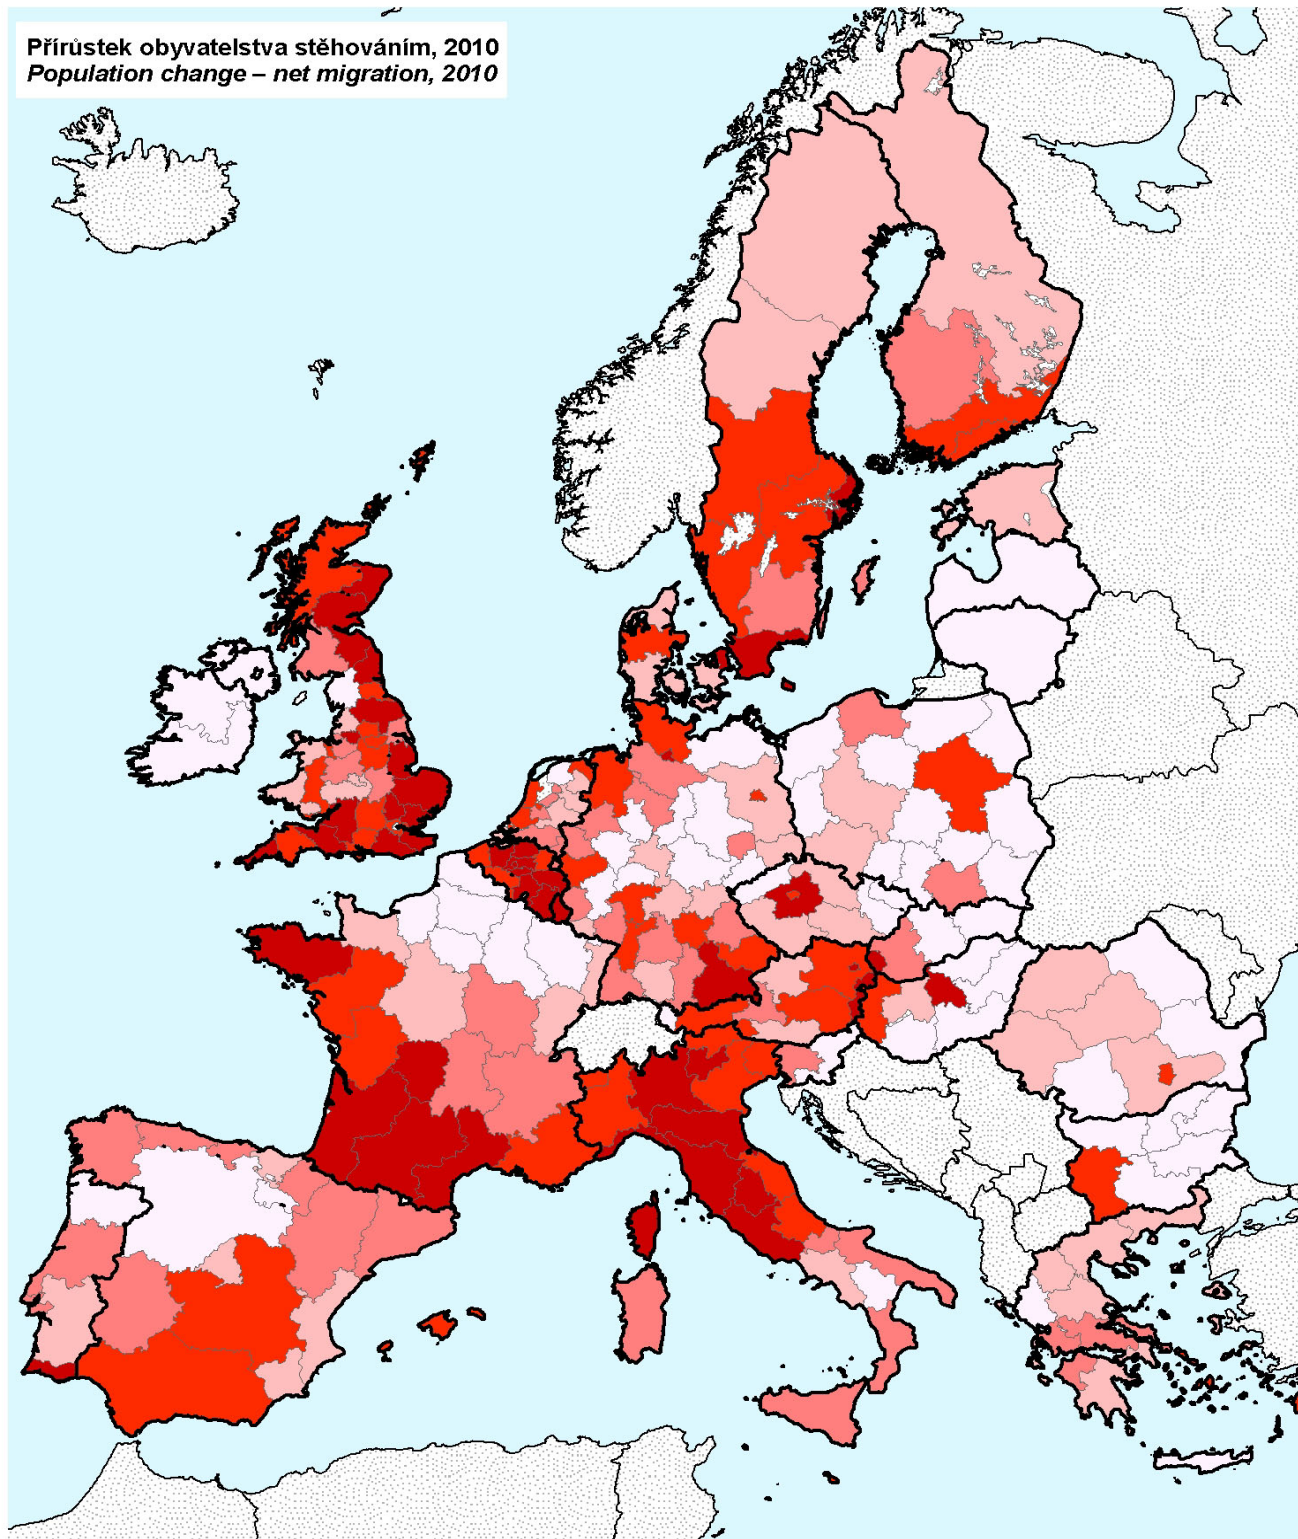 Přírůstek obyvatelstva stěhováním, 2010
Population change – net migration, 2010